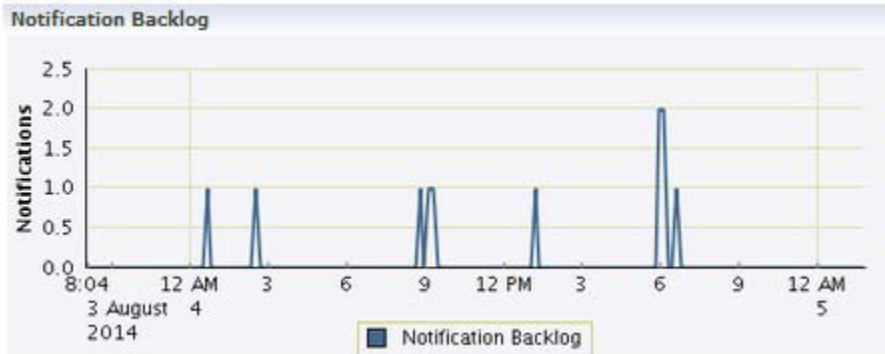 Notification Backlog
Notifications
2.5
2.0
1.5
1.0
0.5
0.0
8:04 12 AM 3 6 9 12 PM 3 6 9 12 AM
3 August 4 5
2014
Notification Backlog